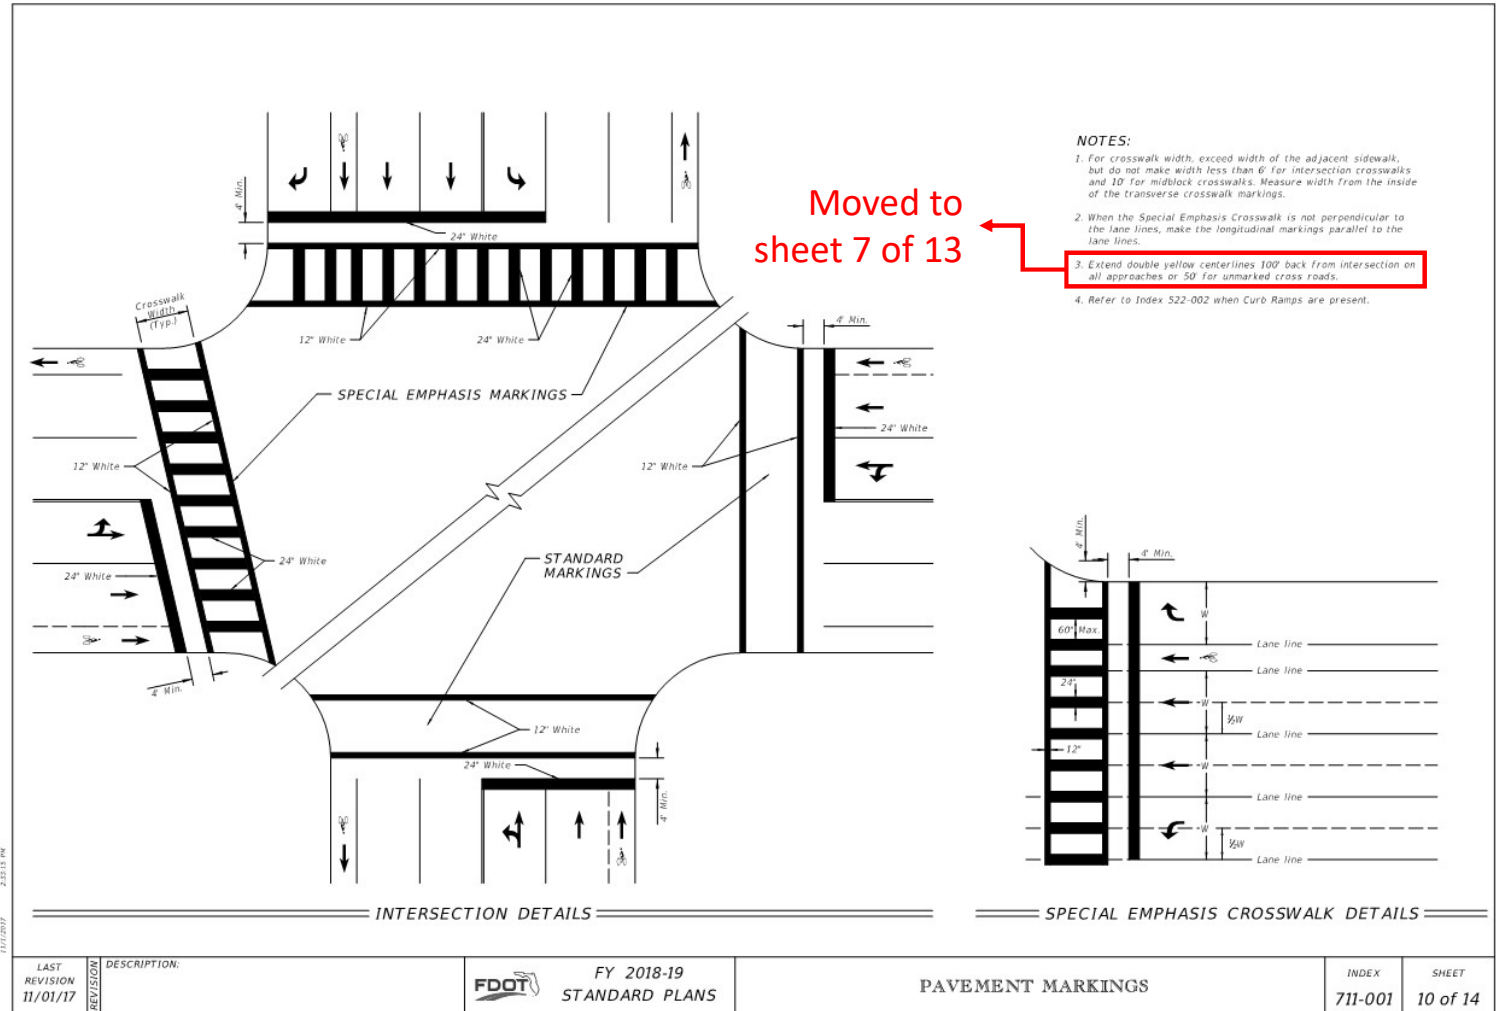 NOTES:
1. For crosswalk width, exceed width of the adjacent sidewalk,
but do not make width less than 6' for intersection crosswalks
and 10' for midblock crosswalks. Measure width from the inside
of the transverse crosswalk markings.
2. When the Special Emphasis Crosswalk is not perpendicular to
the lane lines, make the longitudinal markings parallel to the
lane lines.
3. Extend double yellow centerlines 100' back from intersection on
all approaches or 50' for unmarked cross roads.
4. Refer to Index 522-002 when Curb Ramps are present.
Moved to
sheet 7 of 13
4' Min.
24" White
Crosswalk
Width
(Typ.)
12" White
24" White
4' Min.
SPECIAL EMPHASIS MARKINGS
24" White
12" White
12" White
24" White
24" White
STANDARD
MARKINGS
4' Min.
12" White
24" White
4' Min.
4' Min.
4' Min.
60" Max.
W
Lane line
Lane line
24"
W
½W
Lane line
12"
W
Lane line
W
½W
Lane line
INTERSECTION DETAILS
SPECIAL EMPHASIS CROSSWALK DETAILS
11/1/2017 2:33:15 PM
LAST
REVISION
11/01/17
REVISION
DESCRIPTION:
FDOT
FY 2018-19
STANDARD PLANS
PAVEMENT MARKINGS
INDEX
711-001
SHEET
10 of 14